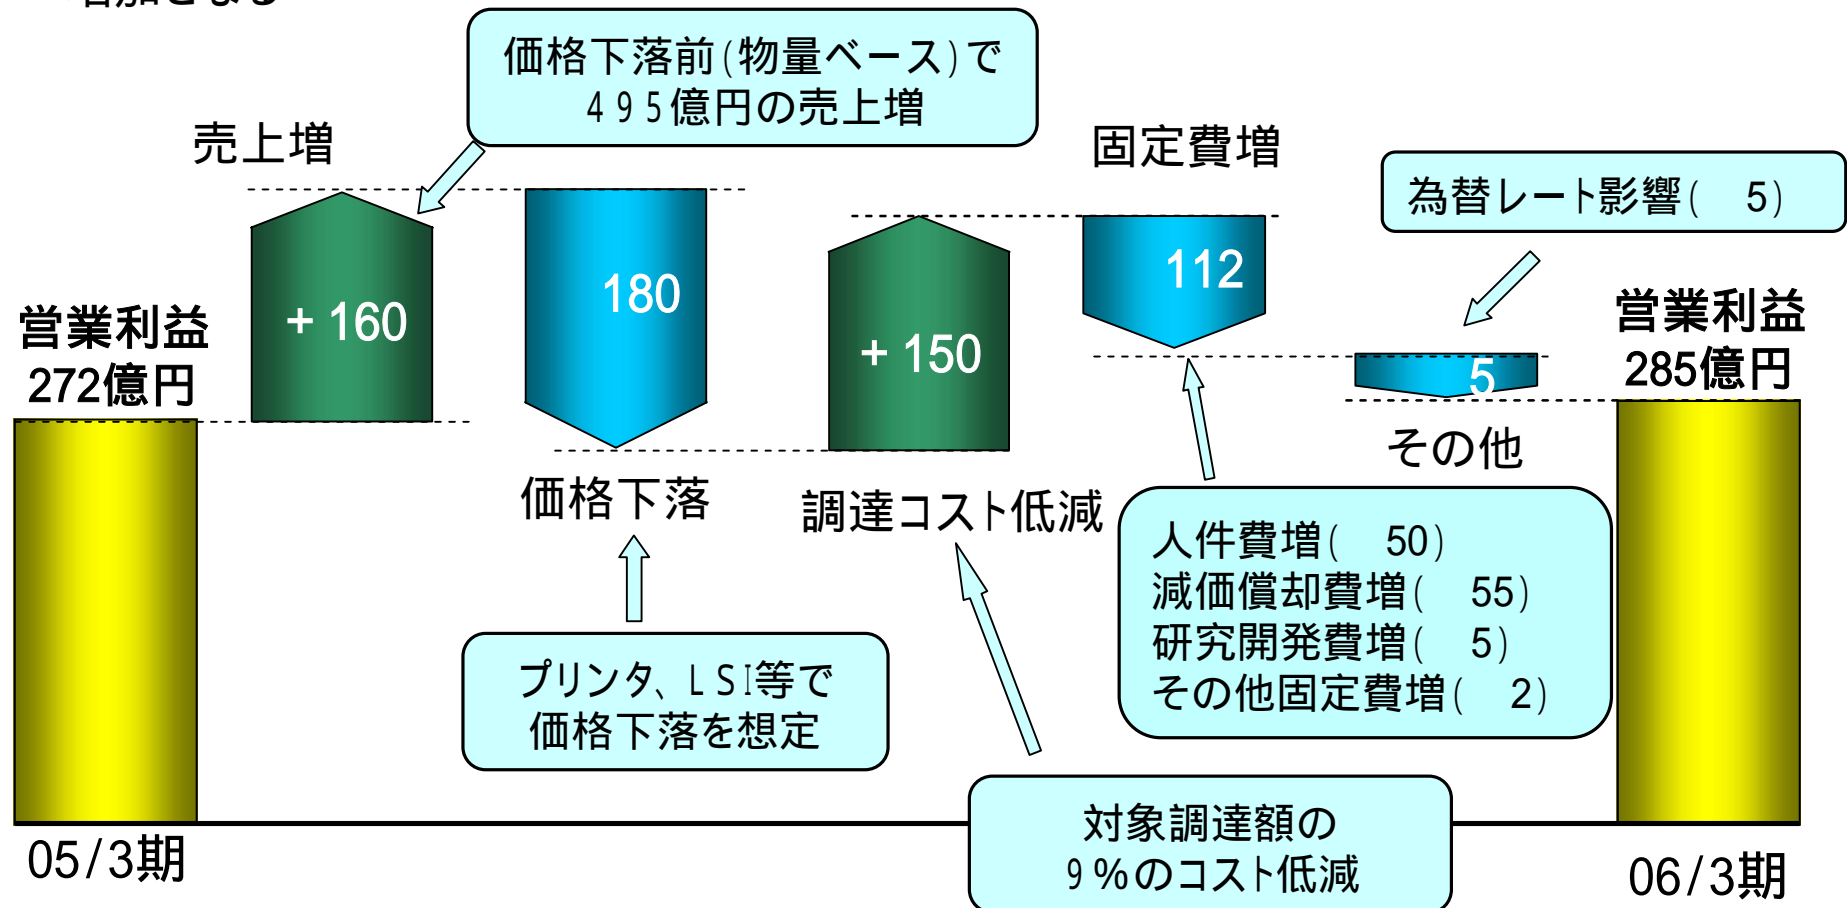 価格下落前(物量ベース)で
495億円の売上増
売上増
固定費増
為替レート影響( 5)
+160
180
+150
112
5
営業利益
272億円
営業利益
285億円
価格下落
調達コスト低減
その他
人件費増( 50)
減価償却費増( 55)
研究開発費増( 5)
その他固定費増( 2)
プリンタ、LSI等で
価格下落を想定
対象調達額の
9%のコスト低減
05/3期
06/3期